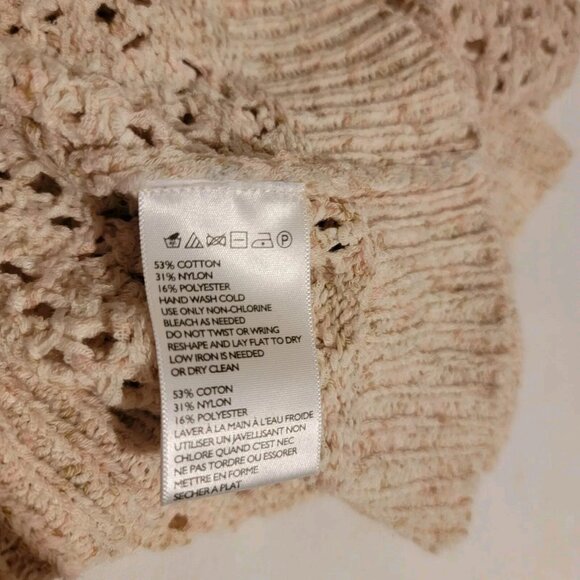 53% COTTON
31% NYLON
16% POLYESTER
HAND WASH COLD
USE ONLY NON-CHLORINE
BLEACH AS NEEDED
DO NOT TWIST OR WRING
RESHAPE AND LAY FLAT TO DRY
LOW IRON IS NEEDED
OR DRY CLEAN
53% COTON
31% NYLON
16% POLYESTER
LAVER À LA MAIN À L'EAU FROIDE
UTILISER UN JAVELLISANT NON
CHLORE QUAND C'EST NEC
NE PAS TORDRE OU ESSORER
METTRE EN FORME
SECHER A PLAT